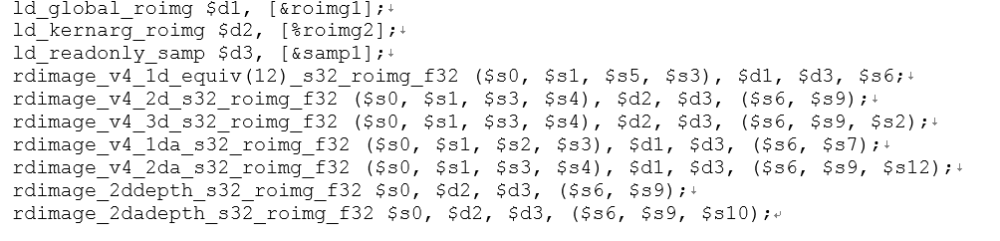 ld_global_roimg $d1, [&roimg1];
ld_kernarg_roimg $d2, [%roimg2];
ld_readonly_samp $d3, [&samp1];
rdimage_v4_1d_equiv(12)_s32_roimg_f32 ($s0, $s1, $s5, $s3), $d1, $d3, $s6;
rdimage_v4_2d_s32_roimg_f32 ($s0, $s1, $s3, $s4), $d2, $d3, ($s6, $s9);
rdimage_v4_3d_s32_roimg_f32 ($s0, $s1, $s3, $s4), $d2, $d3, ($s6, $s9, $s2);
rdimage_v4_1da_s32_roimg_f32 ($s0, $s1, $s2, $s3), $d1, $d3, ($s6, $s7);
rdimage_v4_2da_s32_roimg_f32 ($s0, $s1, $s3, $s4), $d1, $d3, ($s6, $s9, $s12);
rdimage_2ddepth_s32_roimg_f32 $s0, $d2, $d3, ($s6, $s9);
rdimage_2dadepth_s32_roimg_f32 $s0, $d2, $d3, ($s6, $s9, $s10);